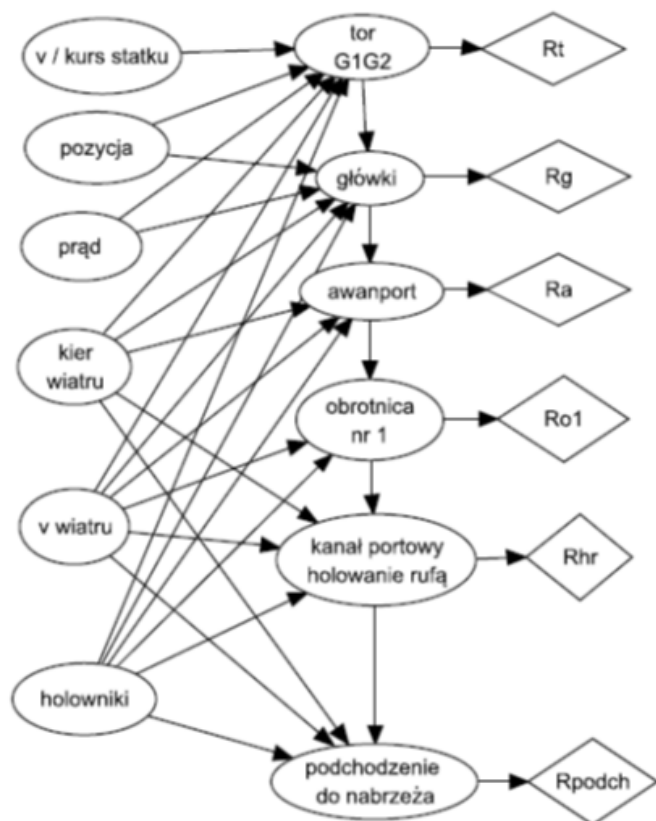 v / kurs statku
tor
G1G2
Rt
pozycja
główki
Rg
prąd
awanport
Ra
kier
wiatru
obrotnica
nr 1
Ro1
v wiatru
kanał portowy
holowanie rufą
Rhr
holowniki
podchodzenie
do nabrzeża
Rpodch